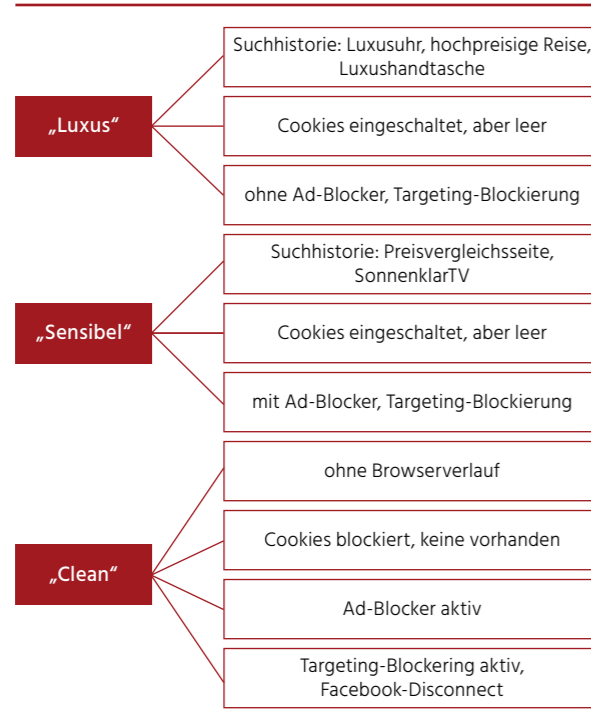 „Luxus“
Suchhistorie: Luxusuhr, hochpreisige Reise,
Luxushandtasche
Cookies eingeschaltet, aber leer
ohne Ad-Blocker, Targeting-Blockierung
„Sensibel“
Suchhistorie: Preisvergleichsseite,
SonnenklarTV
Cookies eingeschaltet, aber leer
mit Ad-Blocker, Targeting-Blockierung
„Clean“
ohne Browserverlauf
Cookies blockiert, keine vorhanden
Ad-Blocker aktiv
Targeting-Blockering aktiv,
Facebook-Disconnect